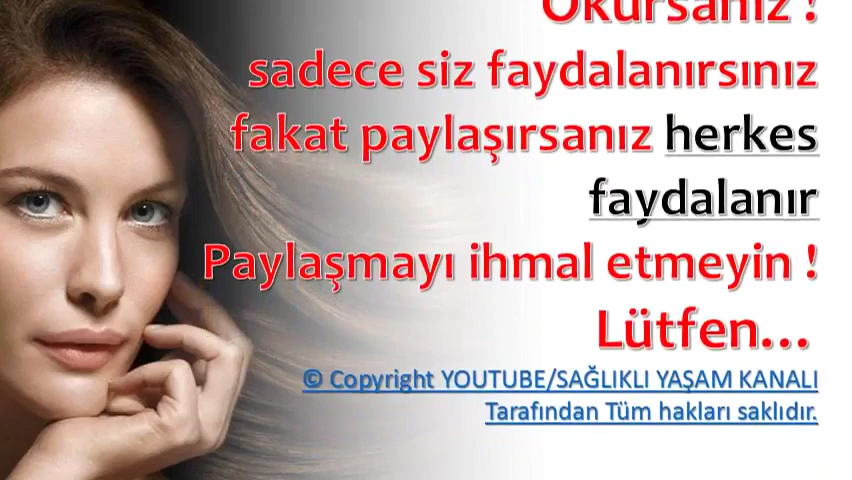 Okursanız !
sadece siz faydalanırsınız
fakat paylaşırsanız herkes
faydalanır
Paylaşmayı ihmal etmeyin !
Lütfen...
© Copyright YOUTUBE/SAĞLIKLI YAŞAM KANALI
Tarafından Tüm hakları saklıdır.